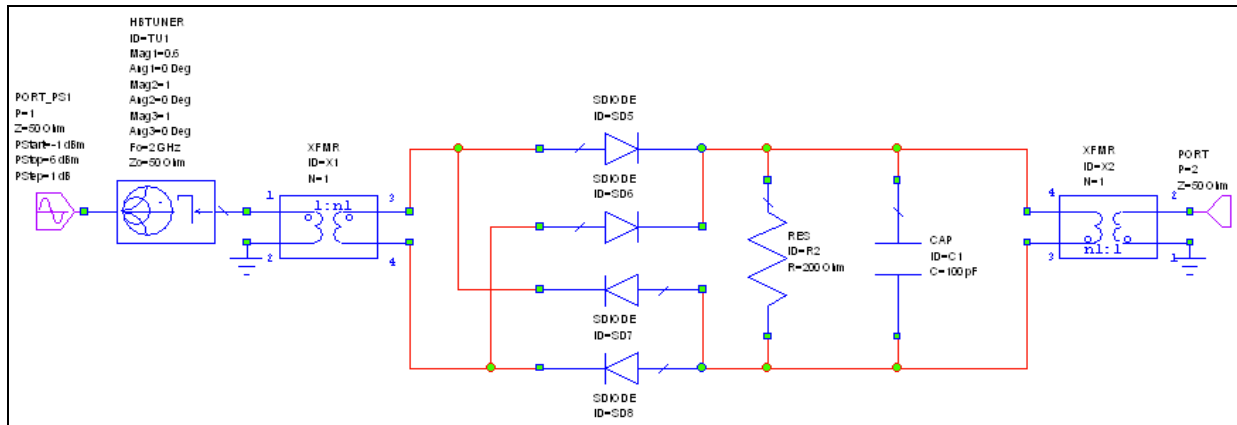 HBTUNER
ID=TU1
Mag1=0.6
Ang1=0 Deg
Mag2=1
Ang2=0 Deg
Mag3=1
Ang3=0 Deg
Fo=2 GHz
Zo=50 Ohm
PORT_PS1
P=1
Z=50 Ohm
PStart=-1 dBm
PStop=6 dBm
PStep=1 dB
XFMR
ID=X1
N=1
1
2
3
4
1:n1
SDIODE
ID=SD5
SDIODE
ID=SD6
SDIODE
ID=SD7
SDIODE
ID=SD8
RES
ID=R2
R=200 Ohm
CAP
ID=C1
C=100 pF
XFMR
ID=X2
N=1
4
3
2
1
n1:1
PORT
P=2
Z=50 Ohm